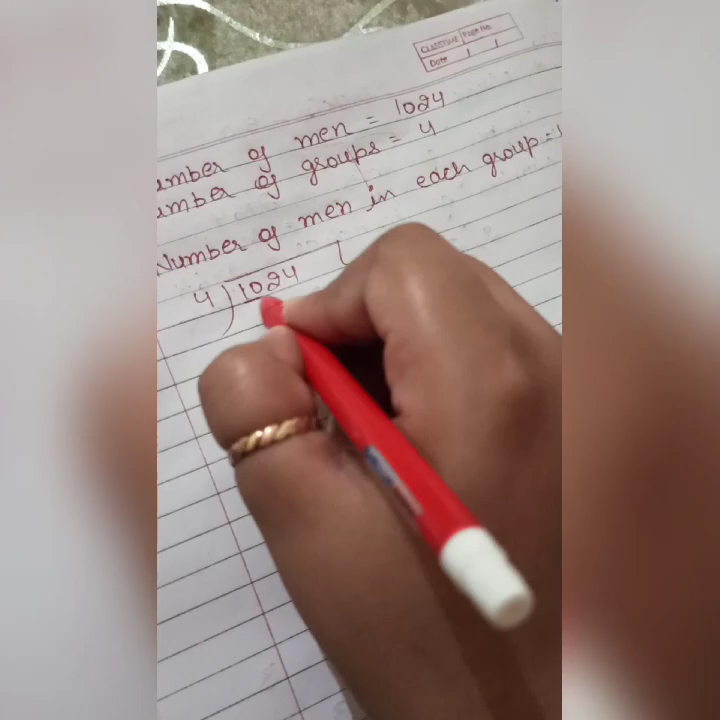 Page No.
Date / /
umber of men = 1024
umber of groups = 4
Number of men in each group =
4) 1024 (